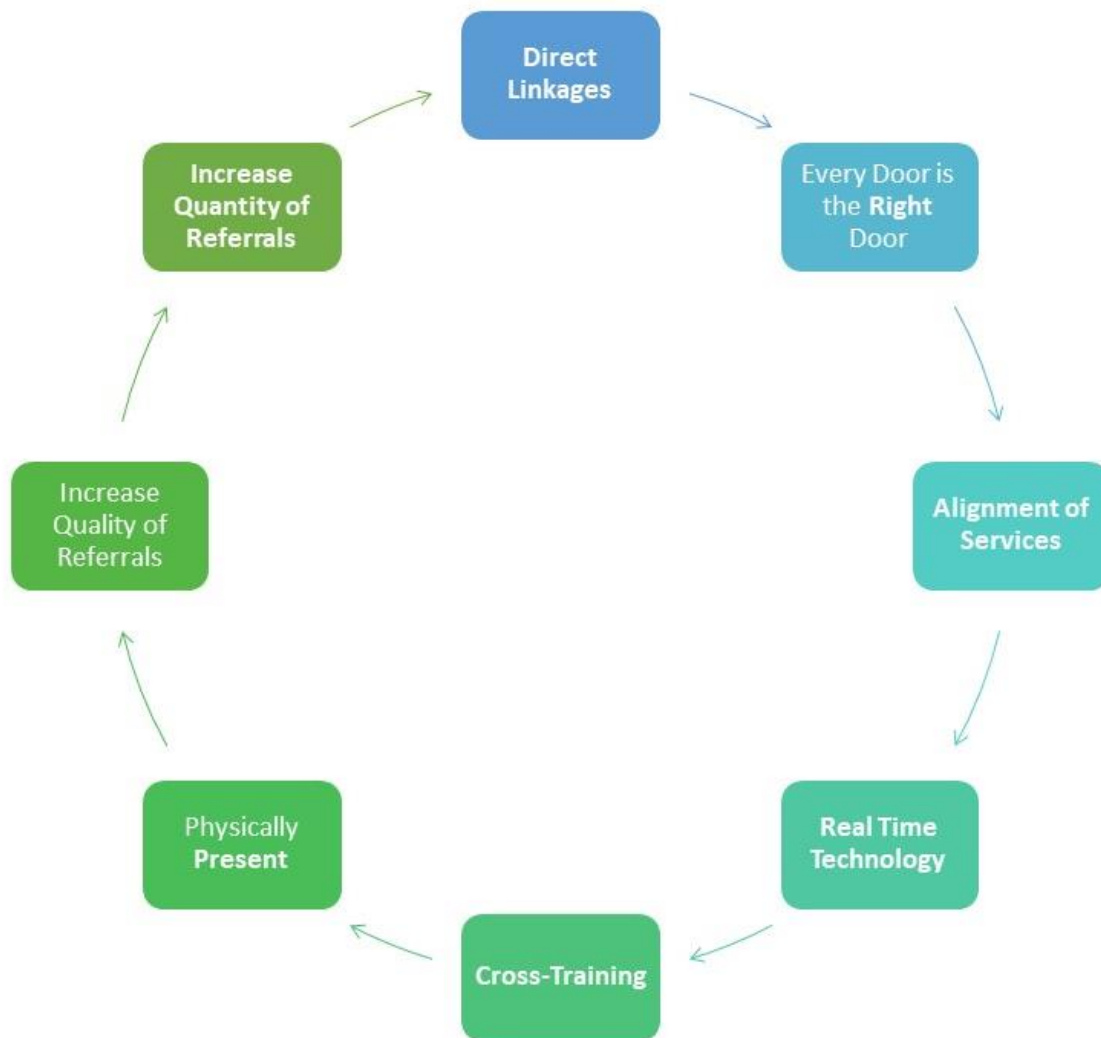 Direct
Linkages
Every Door is
the Right
Door
Alignment of
Services
Real Time
Technology
Cross-Training
Physically
Present
Increase
Quality of
Referrals
Increase
Quantity of
Referrals